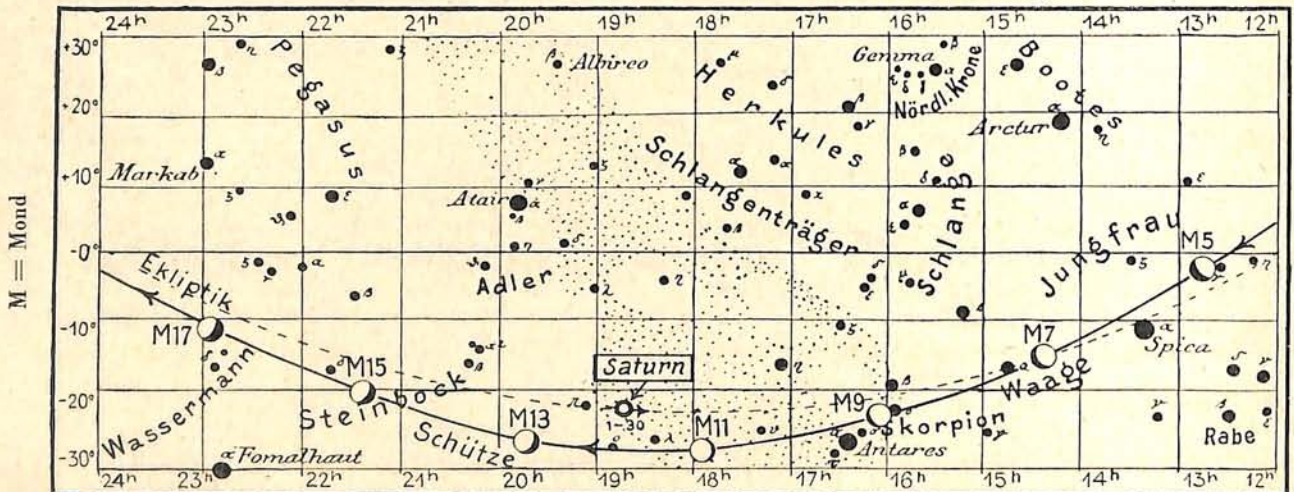 24h 23h 22h 21h 20h 19h 18h 17h 16h 15h 14h 13h 12h
+30°
+20°
+10°
-0°
-10°
-20°
-30°
M = Mond
Pegasus
Markab
Albireo
Atair
Adler
Herkules
Schlangenträger
Gemma
Nördl. Krone
Schlange
Bootes
Arctur
Jungfrau
Spica
Rabe
Waage
Skorpion
Antares
Saturn
1-30
Schütze
Steinbock
Wassermann
Fomalhaut
Ekliptik
M5
M7
M9
M11
M13
M15
M17
24h 23h 22h 21h 20h 19h 18h 17h 16h 15h 14h 13h 12h